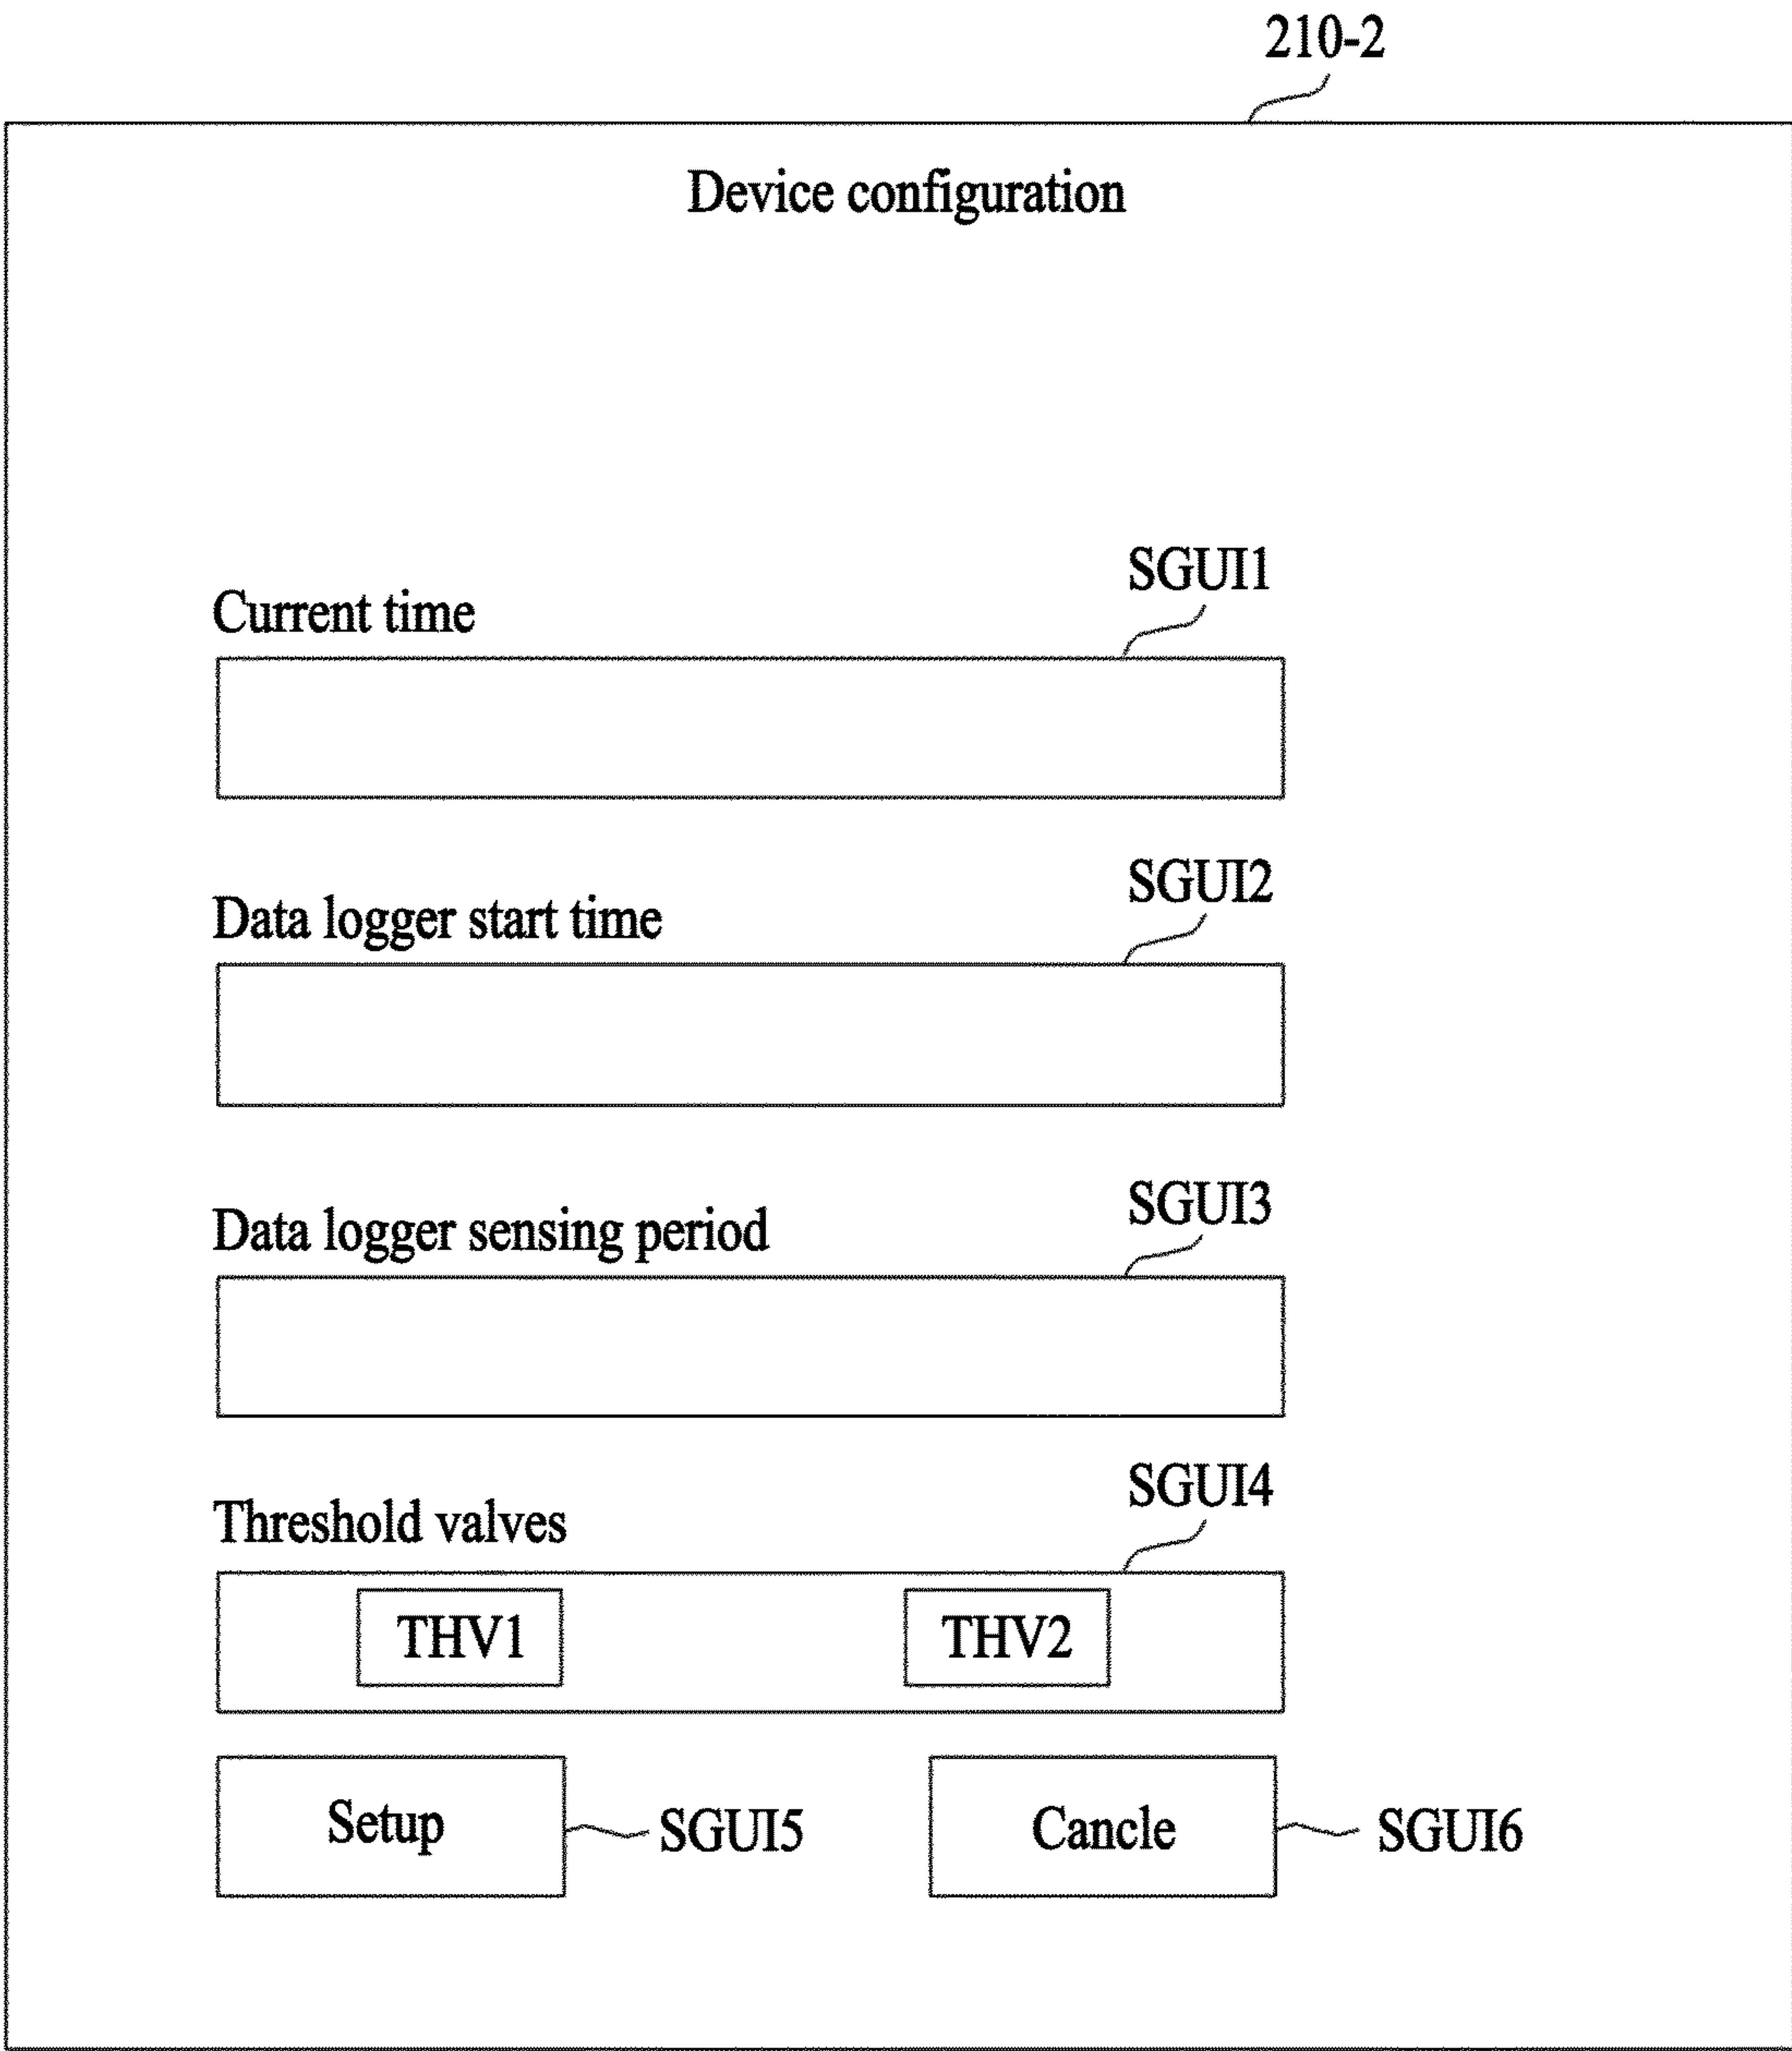 210-2
Device configuration
SGUI1
Current time
SGUI2
Data logger start time
SGUI3
Data logger sensing period
SGUI4
Threshold valves
THV1 THV2
Setup SGUI5 Cancle SGUI6